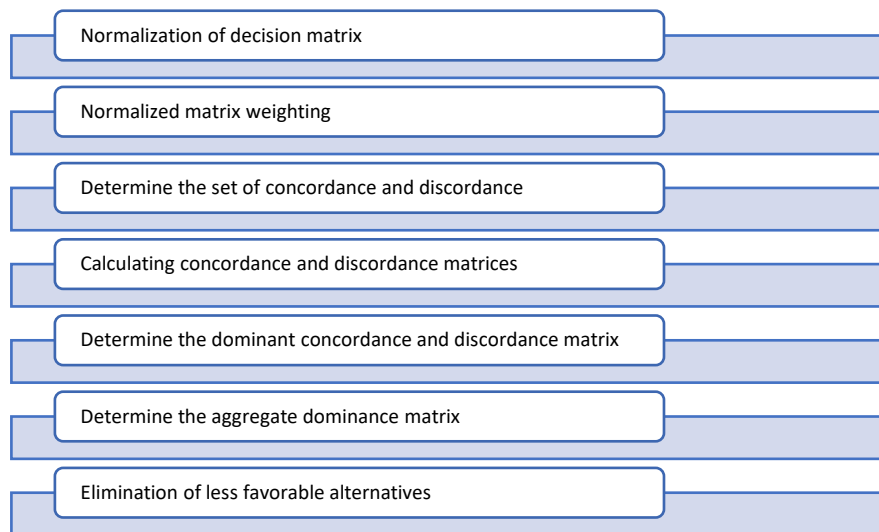 Normalization of decision matrix
Normalized matrix weighting
Determine the set of concordance and discordance
Calculating concordance and discordance matrices
Determine the dominant concordance and discordance matrix
Determine the aggregate dominance matrix
Elimination of less favorable alternatives